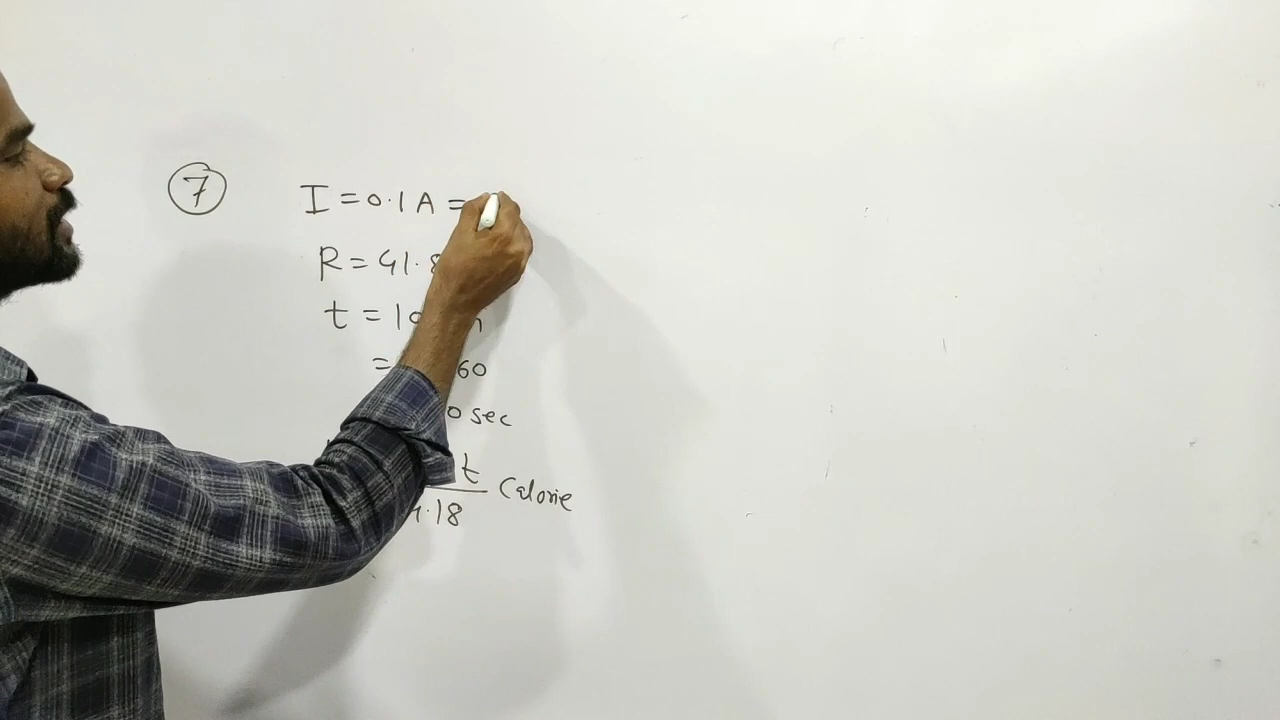 7
I = 0.1 A =
R = 41.8
t = 10
= 60
0 sec
t
4.18 Calorie